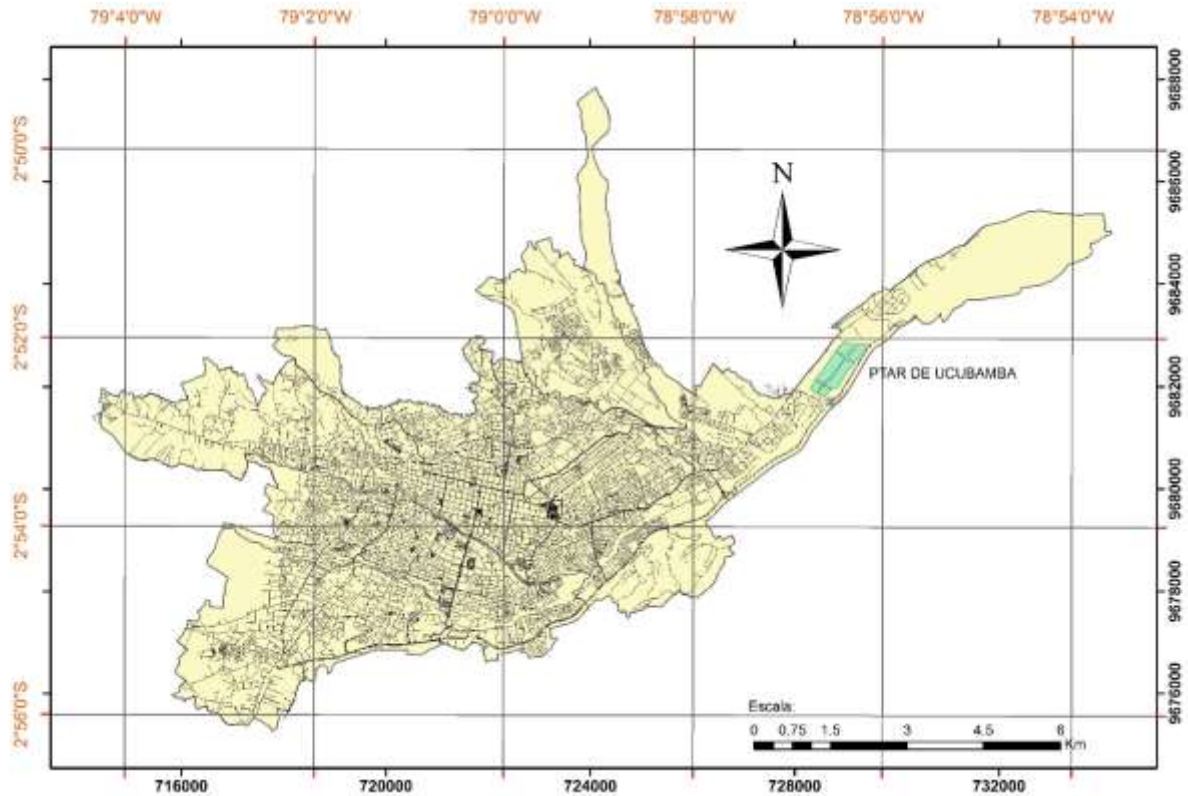 79°4'0"W 79°2'0"W 79°0'0"W 78°58'0"W 78°56'0"W 78°54'0"W
2°50'0"S
2°52'0"S
2°54'0"S
2°56'0"S
N
PTAR DE UCUBAMBA
9688000
9686000
9684000
9682000
9680000
9678000
9676000
Escala:
0 0.75 1.5 3 4.5 6
Km
716000 720000 724000 728000 732000